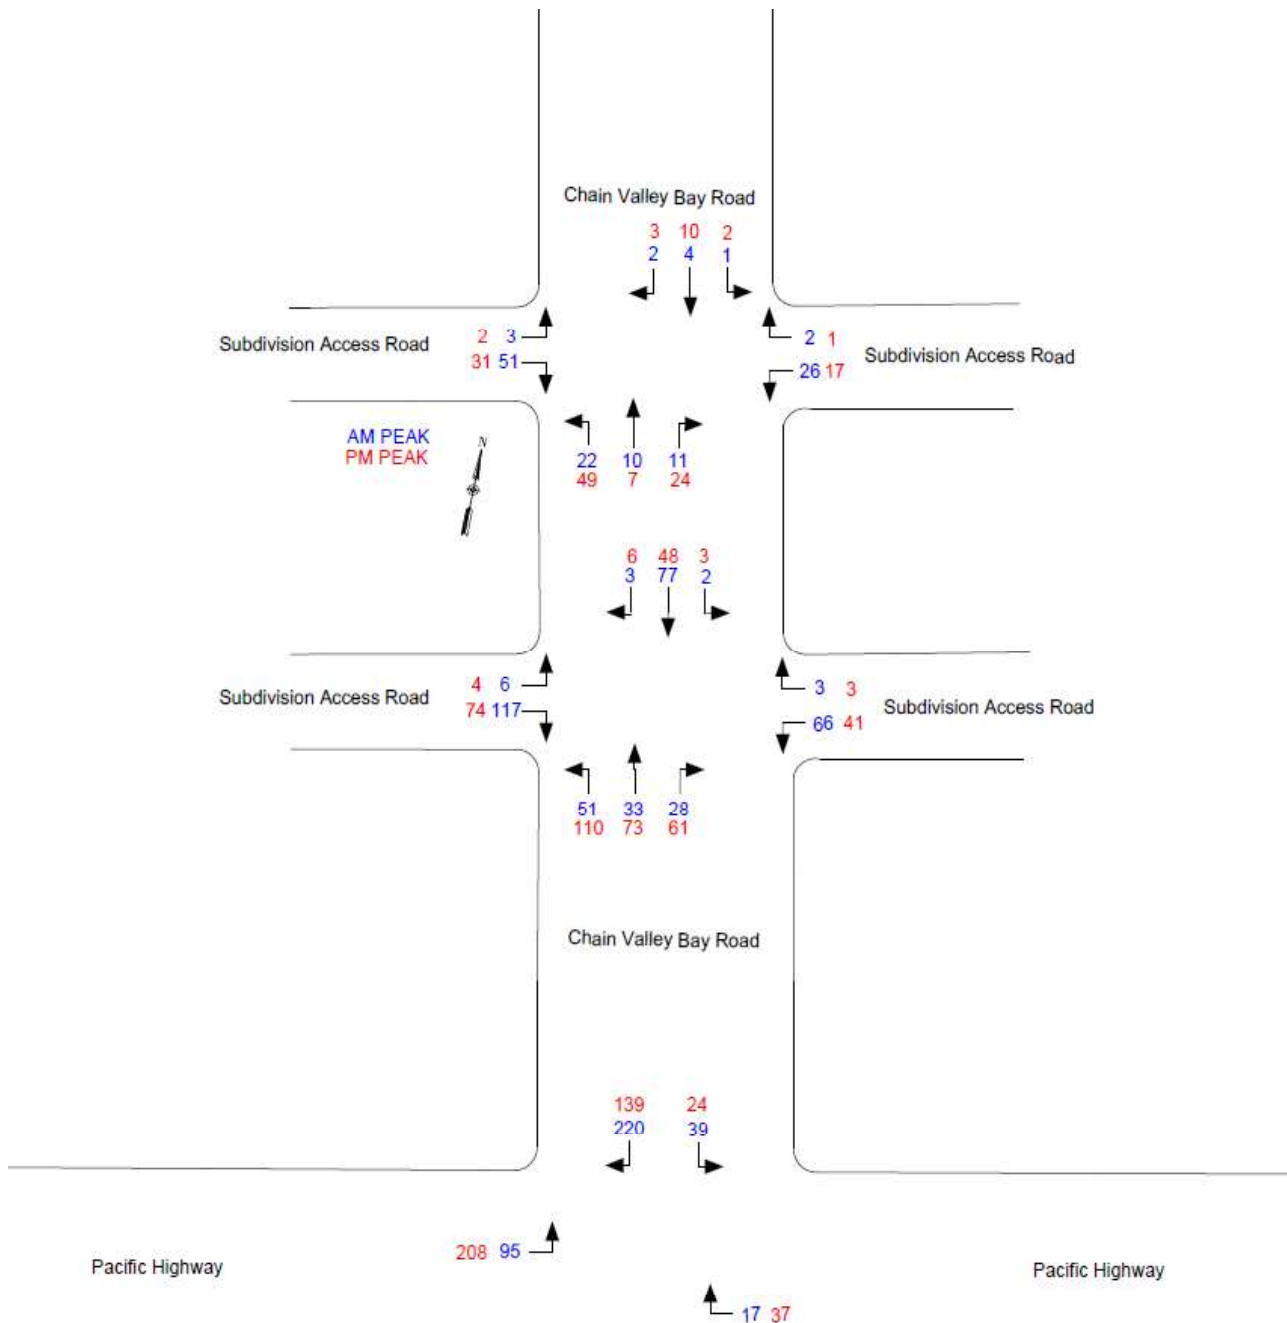 Chain Valley Bay Road
3 10 2
2 4 1
Subdivision Access Road
2 3
31 51
2 1
26 17
Subdivision Access Road
AM PEAK
PM PEAK
N
22 10 11
49 7 24
6 48 3
3 77 2
Subdivision Access Road
4 6
74 117
3 3
66 41
Subdivision Access Road
51 33 28
110 73 61
Chain Valley Bay Road
139 24
220 39
208 95
Pacific Highway
Pacific Highway
17 37